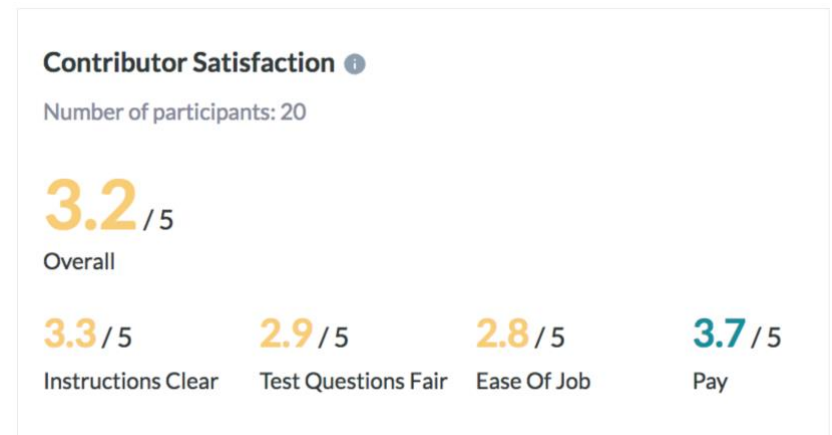 Contributor Satisfaction i
Number of participants: 20
3.2 / 5
Overall
3.3 / 5 2.9 / 5 2.8 / 5 3.7 / 5
Instructions Clear Test Questions Fair Ease Of Job Pay